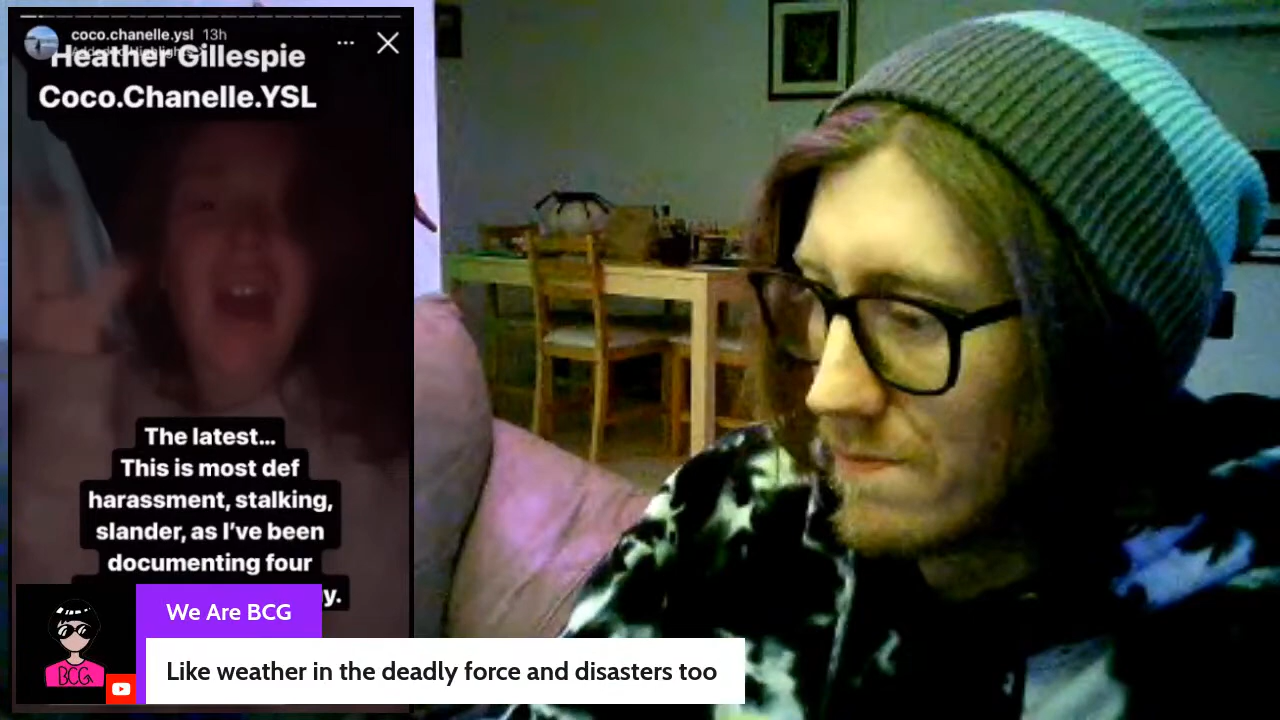 coco.chanelle.ysl 13h
Heather Gillespie
Coco.Chanelle.YSL
The latest...
This is most def
harassment, stalking,
slander, as I've been
documenting four
y.
We Are BCG
BCG
Like weather in the deadly force and disasters too